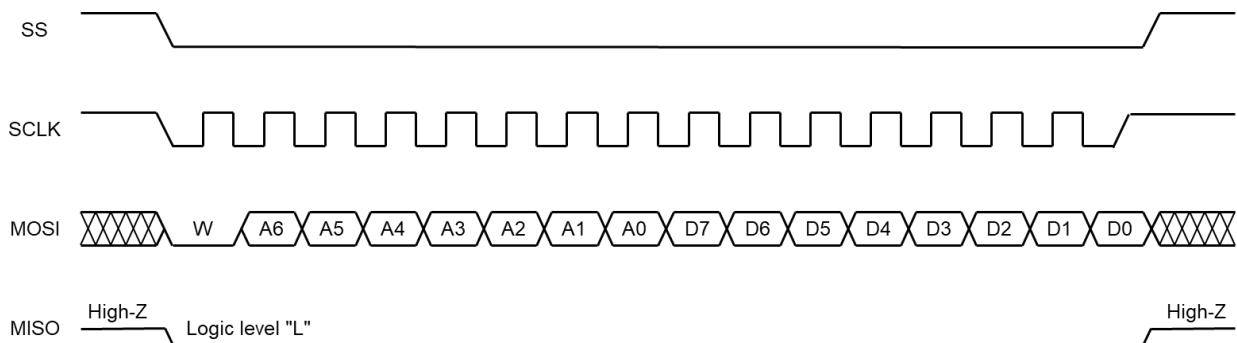 SS
SCLK
MOSI W A6 A5 A4 A3 A2 A1 A0 D7 D6 D5 D4 D3 D2 D1 D0
High-Z High-Z
MISO Logic level "L"